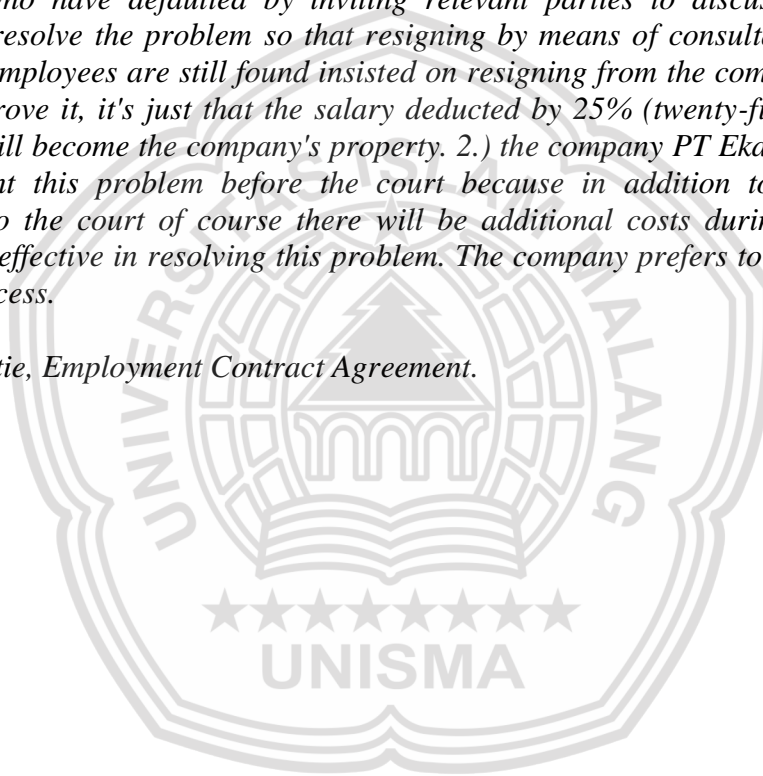 who have defaulted by inviting relevant parties to discus
resolve the problem so that resigning by means of consult
employees are still found insisted on resigning from the com
rove it, it's just that the salary deducted by 25% (twenty-fi
ill become the company's property. 2.) the company PT Eka
nt this problem before the court because in addition to
o the court of course there will be additional costs durin
effective in resolving this problem. The company prefers to
cess.
tie, Employment Contract Agreement.
UNIVERSITAS ISLAM MALANG
UNISMA